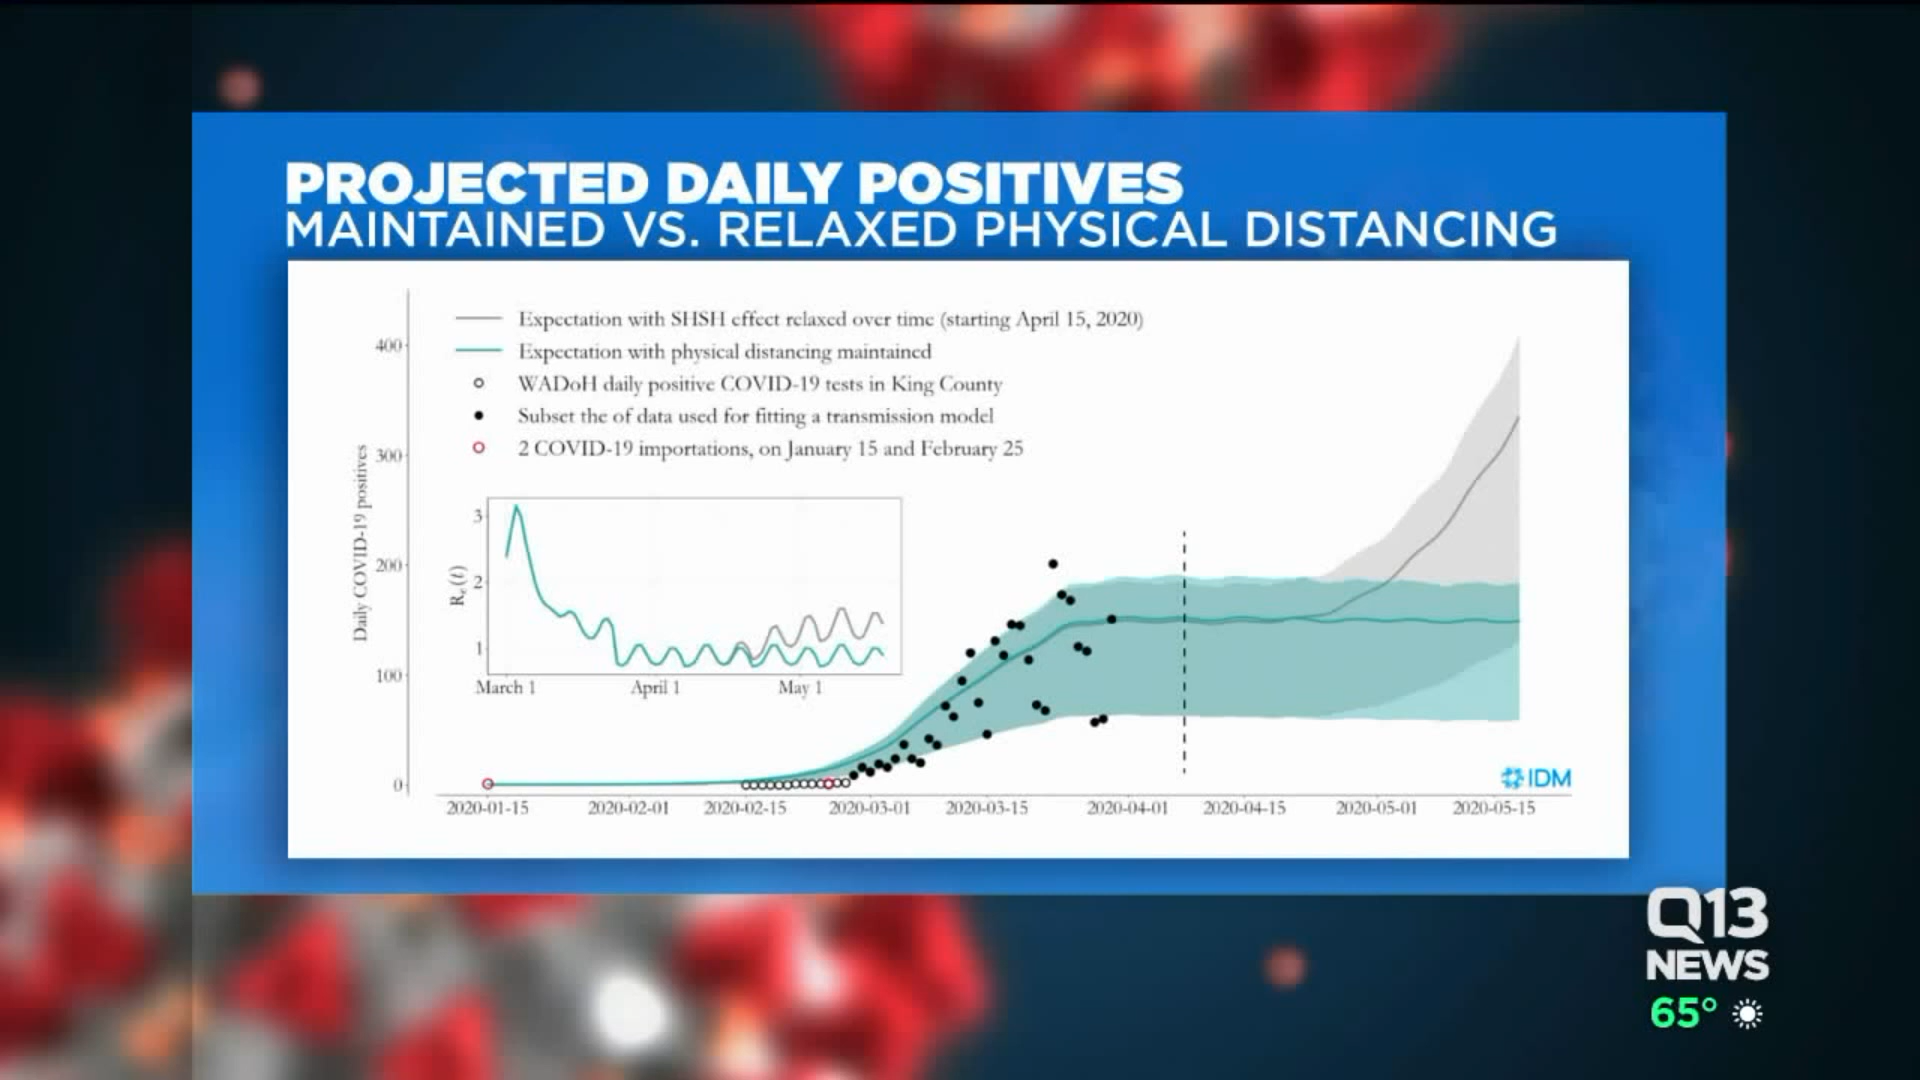 PROJECTED DAILY POSITIVES
MAINTAINED VS. RELAXED PHYSICAL DISTANCING
Expectation with SHSH effect relaxed over time (starting April 15, 2020)
Expectation with physical distancing maintained
WADoH daily positive COVID-19 tests in King County
Subset the of data used for fitting a transmission model
2 COVID-19 importations, on January 15 and February 25
Daily COVID-19 positives
400
300
200
100
0
Re(t)
3
2
1
March 1
April 1
May 1
IDM
2020-01-15
2020-02-01
2020-02-15
2020-03-01
2020-03-15
2020-04-01
2020-04-15
2020-05-01
2020-05-15
Q13
NEWS
65°